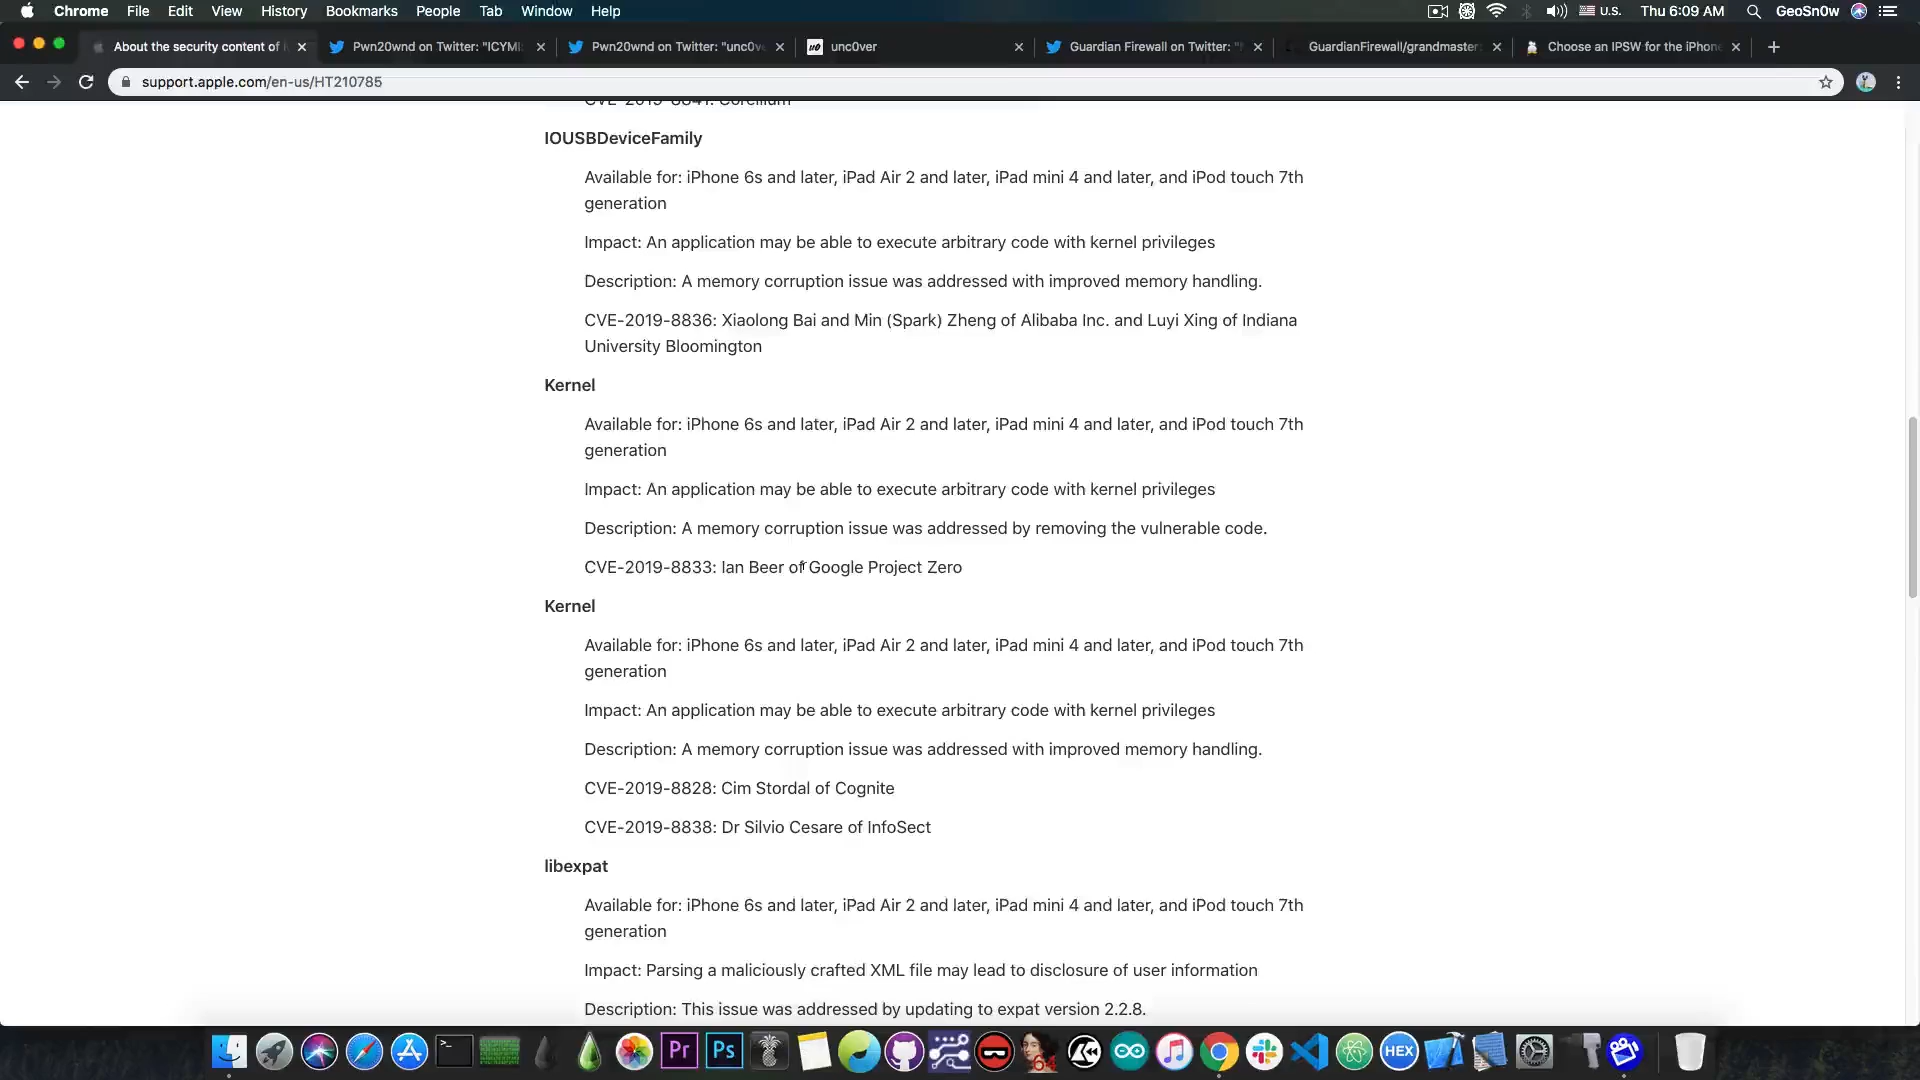 Chrome File Edit View History Bookmarks People Tab Window Help U.S. Thu 6:09 AM GeoSn0w
About the security content of Pwn20wnd on Twitter: "ICYMI: Pwn20wnd on Twitter: "unc0v unc0ver Guardian Firewall on Twitter: " GuardianFirewall/grandmaster Choose an IPSW for the iPhone
support.apple.com/en-us/HT210785
CVE-2019-8841: Corellium
IOUSBDeviceFamily
Available for: iPhone 6s and later, iPad Air 2 and later, iPad mini 4 and later, and iPod touch 7th
generation
Impact: An application may be able to execute arbitrary code with kernel privileges
Description: A memory corruption issue was addressed with improved memory handling.
CVE-2019-8836: Xiaolong Bai and Min (Spark) Zheng of Alibaba Inc. and Luyi Xing of Indiana
University Bloomington
Kernel
Available for: iPhone 6s and later, iPad Air 2 and later, iPad mini 4 and later, and iPod touch 7th
generation
Impact: An application may be able to execute arbitrary code with kernel privileges
Description: A memory corruption issue was addressed by removing the vulnerable code.
CVE-2019-8833: Ian Beer of Google Project Zero
Kernel
Available for: iPhone 6s and later, iPad Air 2 and later, iPad mini 4 and later, and iPod touch 7th
generation
Impact: An application may be able to execute arbitrary code with kernel privileges
Description: A memory corruption issue was addressed with improved memory handling.
CVE-2019-8828: Cim Stordal of Cognite
CVE-2019-8838: Dr Silvio Cesare of InfoSect
libexpat
Available for: iPhone 6s and later, iPad Air 2 and later, iPad mini 4 and later, and iPod touch 7th
generation
Impact: Parsing a maliciously crafted XML file may lead to disclosure of user information
Description: This issue was addressed by updating to expat version 2.2.8.
Pr Ps 64 HEX